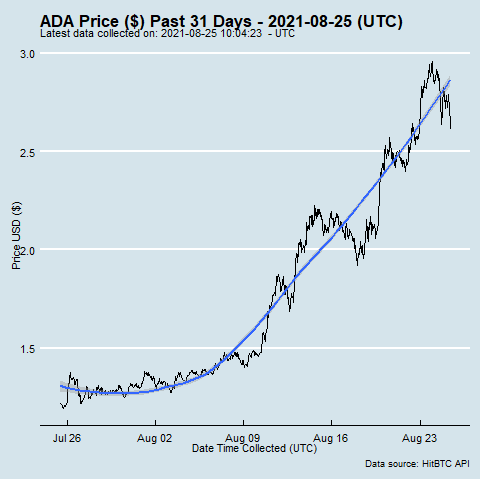 ADA Price ($) Past 31 Days - 2021-08-25 (UTC)
Latest data collected on: 2021-08-25 10:04:23 - UTC
3.0
2.5
2.0
1.5
Price USD ($)
Jul 26 Aug 02 Aug 09 Aug 16 Aug 23
Date Time Collected (UTC)
Data source: HitBTC API